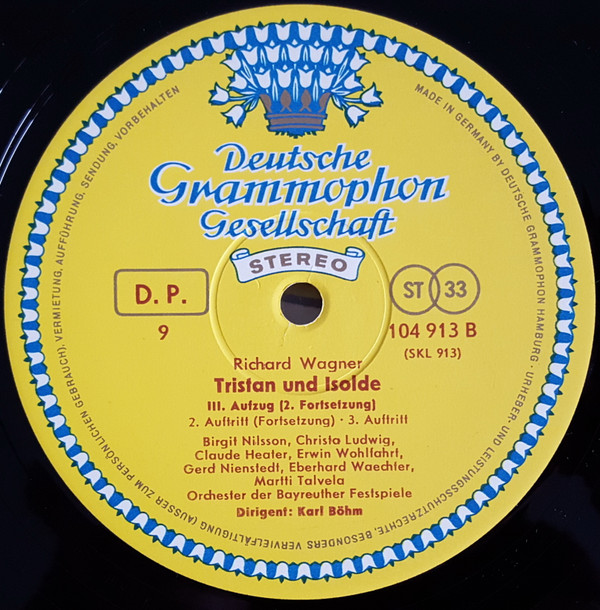 Deutsche
Grammophon
Gesellschaft
STEREO
D. P.
9
ST 33
104 913 B
(SKL 913)
Richard Wagner
Tristan und Isolde
III. Aufzug (2. Fortsetzung)
2. Auftritt (Fortsetzung) · 3. Auftritt
Birgit Nilsson, Christa Ludwig,
Claude Heater, Erwin Wohlfahrt,
Gerd Nienstedt, Eberhard Waechter,
Martti Talvela
Orchester der Bayreuther Festspiele
Dirigent: Karl Böhm
MADE IN GERMANY BY DEUTSCHE GRAMMOPHON HAMBURG · URHEBER- UND LEISTUNGSSCHUTZRECHTE, BESONDERS VERVIELFÄLTIGUNG (AUSSER ZUM PERSÖNLICHEN GEBRAUCH), VERMIETUNG, AUFFÜHRUNG, SENDUNG, VORBEHALTEN